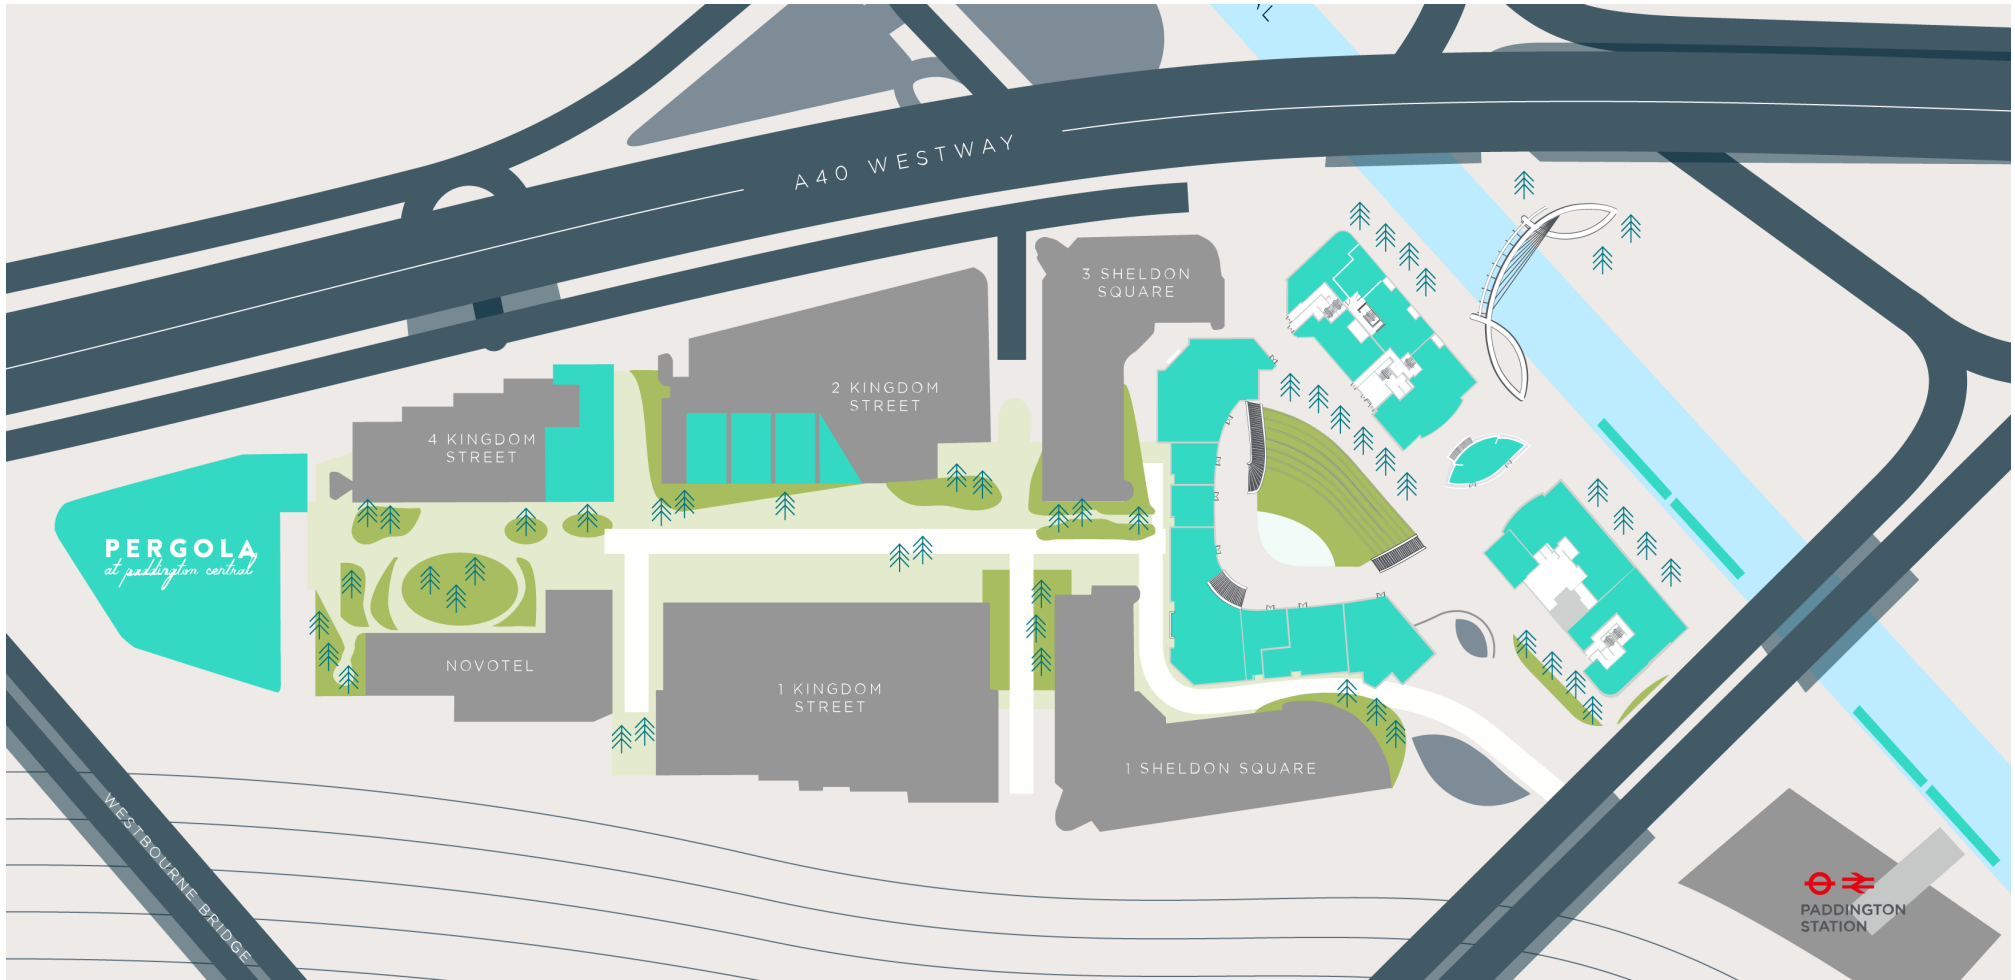 A40 WESTWAY
3 SHELDON
SQUARE
2 KINGDOM
STREET
4 KINGDOM
STREET
PERGOLA
at paddington central
NOVOTEL
1 KINGDOM
STREET
1 SHELDON SQUARE
WESTBOURNE BRIDGE
PADDINGTON
STATION